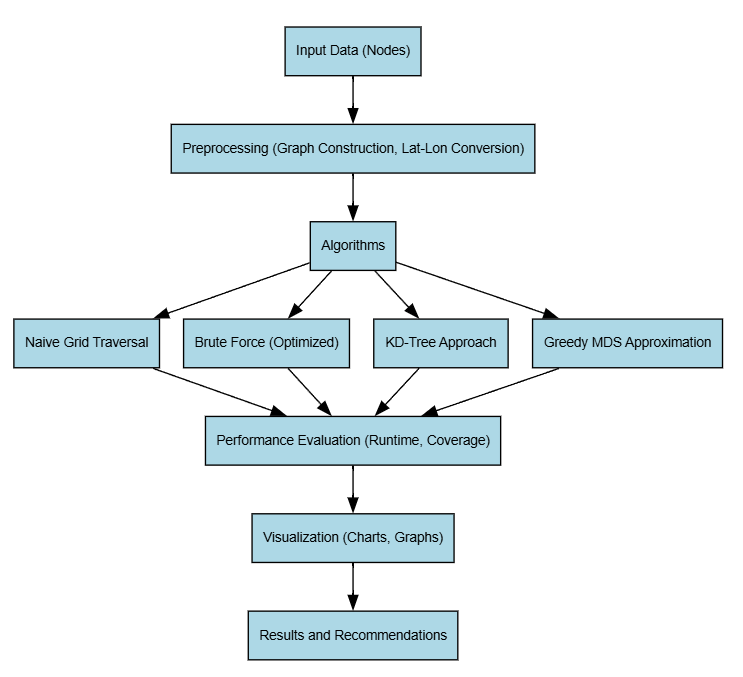 Input Data (Nodes)
Preprocessing (Graph Construction, Lat-Lon Conversion)
Algorithms
Naive Grid Traversal
Brute Force (Optimized)
KD-Tree Approach
Greedy MDS Approximation
Performance Evaluation (Runtime, Coverage)
Visualization (Charts, Graphs)
Results and Recommendations